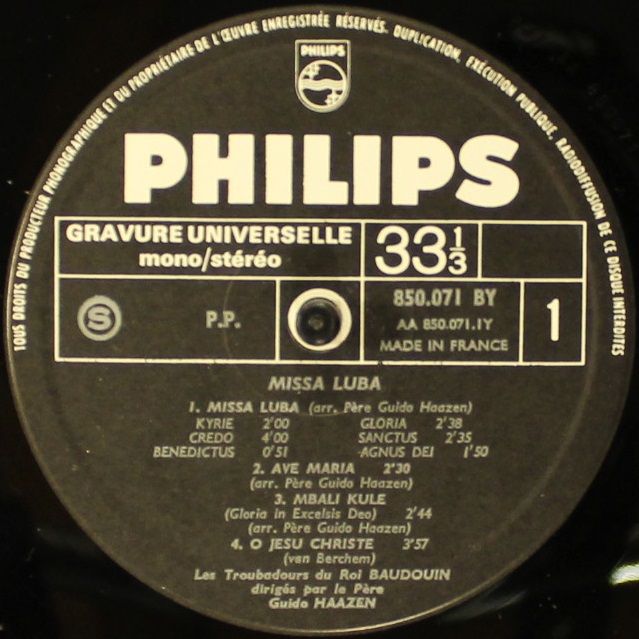 TOUS DROITS DU PRODUCTEUR PHONOGRAPHIQUE ET DU PROPRIÉTAIRE DE L'ŒUVRE ENREGISTRÉE RÉSERVÉS. DUPLICATION, EXÉCUTION PUBLIQUE, RADIODIFFUSION DE CE DISQUE INTERDITES
PHILIPS
PHILIPS
GRAVURE UNIVERSELLE
mono/stéréo
33 1/3
S
P.P.
850.071 BY
AA 850.071.1Y
MADE IN FRANCE
1
MISSA LUBA
1. MISSA LUBA (arr. Père Guido Haazen)
KYRIE 2'00 GLORIA 2'38
CREDO 4'00 SANCTUS 2'35
BENEDICTUS 0'51 AGNUS DEI 1'50
2. AVE MARIA 2'30
(arr. Père Guido Haazen)
3. MBALI KULE
(Gloria in Excelsis Deo) 2'44
(arr. Père Guido Haazen)
4. O JESU CHRISTE 3'57
(van Berchem)
Les Troubadours du Roi BAUDOUIN
dirigés par le Père
Guido HAAZEN